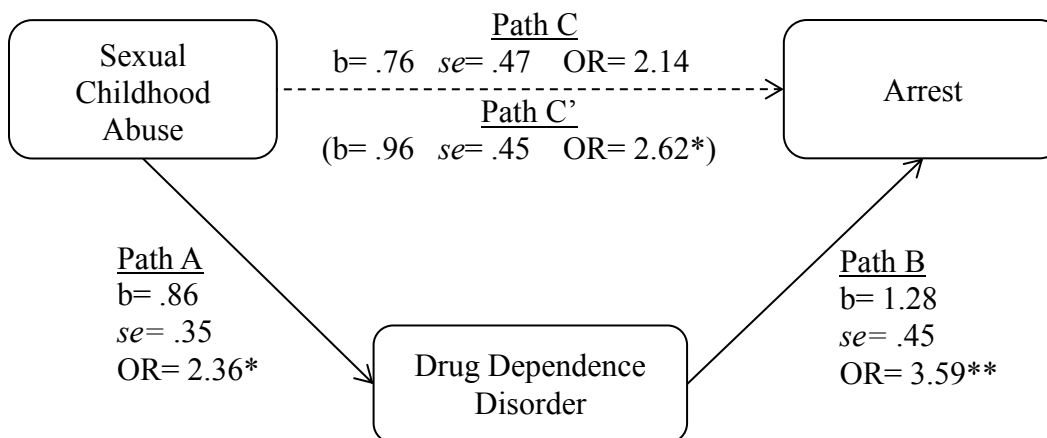 Sexual
Childhood
Abuse
Path C
b= .76 se= .47 OR= 2.14
Path C’
(b= .96 se= .45 OR= 2.62*)
Arrest
Path A
b= .86
se= .35
OR= 2.36*
Path B
b= 1.28
se= .45
OR= 3.59**
Drug Dependence
Disorder